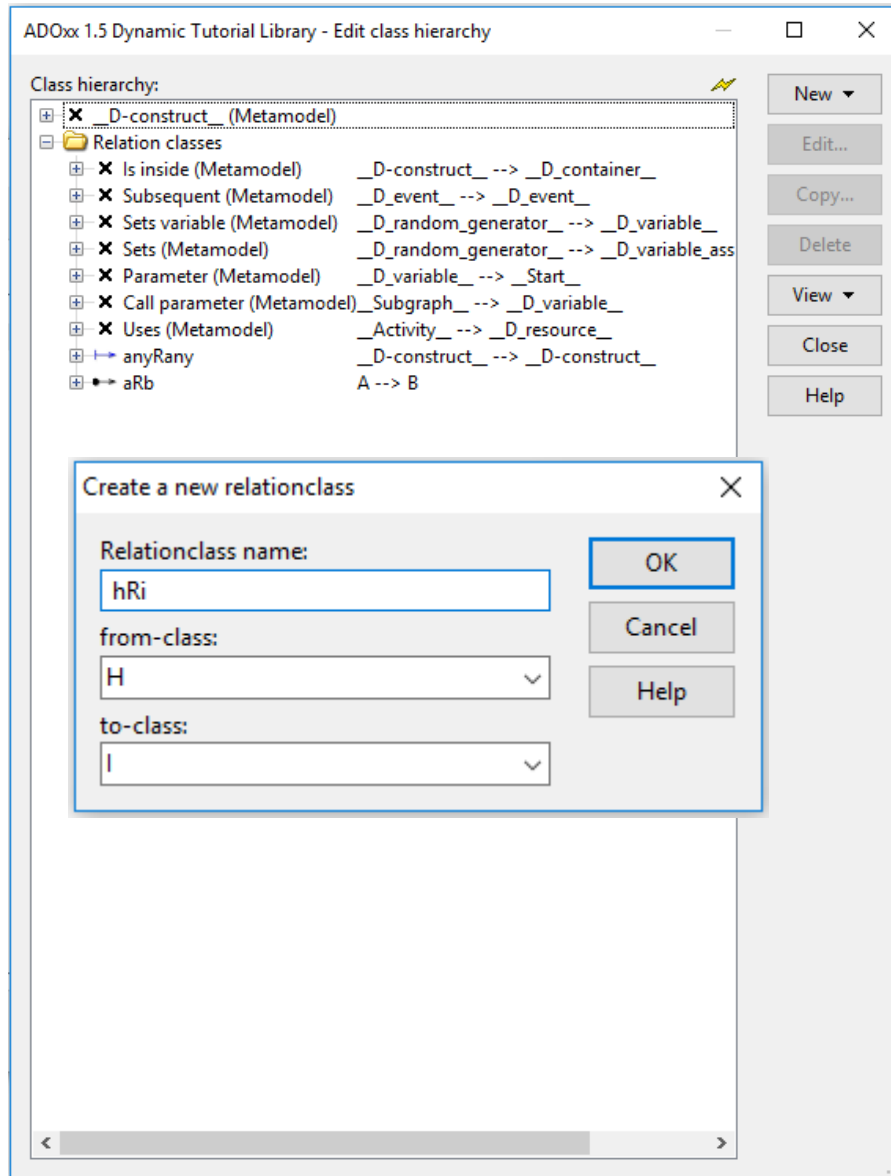 ADOxx 1.5 Dynamic Tutorial Library - Edit class hierarchy
Class hierarchy:
__D-construct__ (Metamodel)
Relation classes
Is inside (Metamodel) __D-construct__ --> __D_container__
Subsequent (Metamodel) __D_event__ --> __D_event__
Sets variable (Metamodel) __D_random_generator__ --> __D_variable__
Sets (Metamodel) __D_random_generator__ --> __D_variable_ass
Parameter (Metamodel) __D_variable__ --> __Start__
Call parameter (Metamodel) __Subgraph__ --> __D_variable__
Uses (Metamodel) __Activity__ --> __D_resource__
anyRany __D-construct__ --> __D-construct__
aRb A --> B
New
Edit...
Copy...
Delete
View
Close
Help
Create a new relationclass
Relationclass name:
hRi
from-class:
H
to-class:
I
OK
Cancel
Help